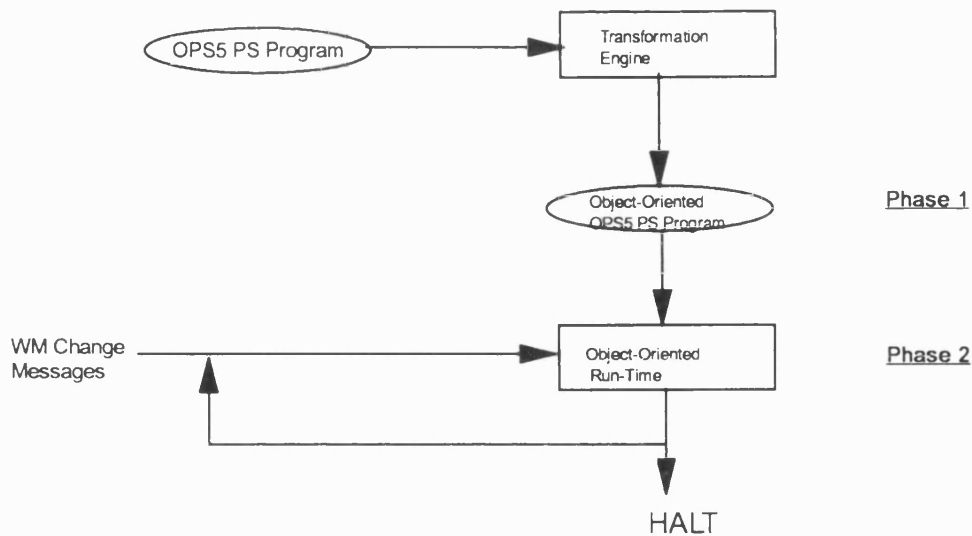 OPS5 PS Program
Transformation
Engine
Object-Oriented
OPS5 PS Program
Phase 1
WM Change
Messages
Object-Oriented
Run-Time
Phase 2
HALT